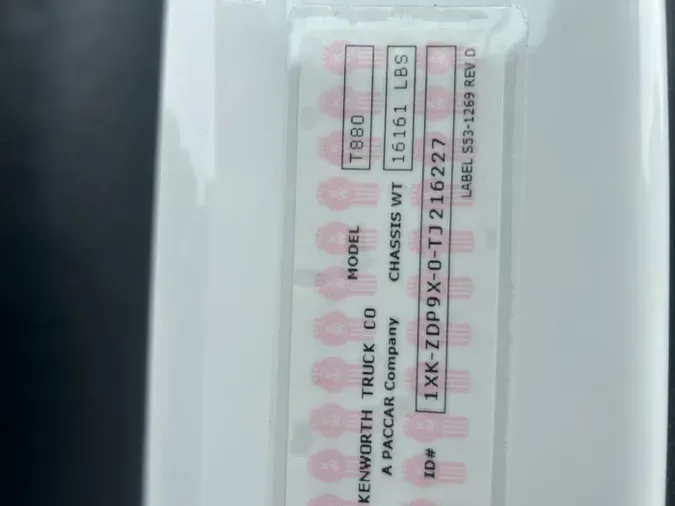 KENWORTH TRUCK CO MODEL T880
A PACCAR Company CHASSIS WT 16161 LBS
ID# 1XK-ZDP9X-0-TJ216227
LABEL S53-1269 REV D